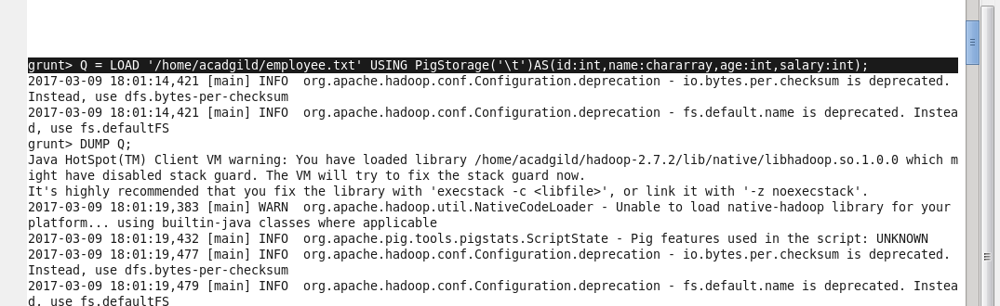 grunt> Q = LOAD '/home/acadgild/employee.txt' USING PigStorage('\t')AS(id:int,name:chararray,age:int,salary:int);
2017-03-09 18:01:14,421 [main] INFO  org.apache.hadoop.conf.Configuration.deprecation - io.bytes.per.checksum is deprecated.
Instead, use dfs.bytes-per-checksum
2017-03-09 18:01:14,421 [main] INFO  org.apache.hadoop.conf.Configuration.deprecation - fs.default.name is deprecated. Instea
d, use fs.defaultFS
grunt> DUMP Q;
Java HotSpot(TM) Client VM warning: You have loaded library /home/acadgild/hadoop-2.7.2/lib/native/libhadoop.so.1.0.0 which m
ight have disabled stack guard. The VM will try to fix the stack guard now.
It's highly recommended that you fix the library with 'execstack -c <libfile>', or link it with '-z noexecstack'.
2017-03-09 18:01:19,383 [main] WARN  org.apache.hadoop.util.NativeCodeLoader - Unable to load native-hadoop library for your
platform... using builtin-java classes where applicable
2017-03-09 18:01:19,432 [main] INFO  org.apache.pig.tools.pigstats.ScriptState - Pig features used in the script: UNKNOWN
2017-03-09 18:01:19,477 [main] INFO  org.apache.hadoop.conf.Configuration.deprecation - io.bytes.per.checksum is deprecated.
Instead, use dfs.bytes-per-checksum
2017-03-09 18:01:19,479 [main] INFO  org.apache.hadoop.conf.Configuration.deprecation - fs.default.name is deprecated. Instea
d, use fs.defaultFS